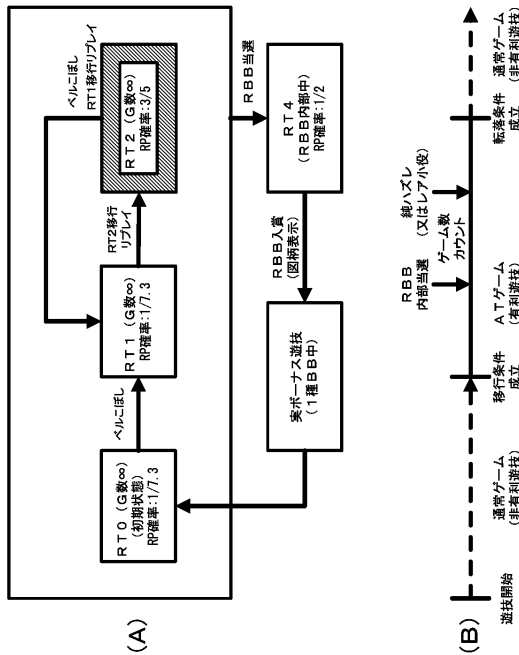 (A)
RT0 (G数∞)
(初期状態)
RP確率:1/7.3
ベルこぼし
RT1 (G数∞)
RP確率:1/7.3
RT2移行
リプレイ
RT2 (G数∞)
RP確率:3/5
ベルこぼし
RT1移行リプレイ
RBB当選
RT4
(RBB内部中)
RP確率:1/2
RBB入賞
(図柄表示)
実ボーナス遊技
(1種BB中)
(B)
遊技開始
通常ゲーム
(非有利遊技)
移行条件
成立
ATゲーム
(有利遊技)
RBB
内部当選
純ハズレ
(又はレア小役)
ゲーム数
カウント
転落条件
成立
通常ゲーム
(非有利遊技)